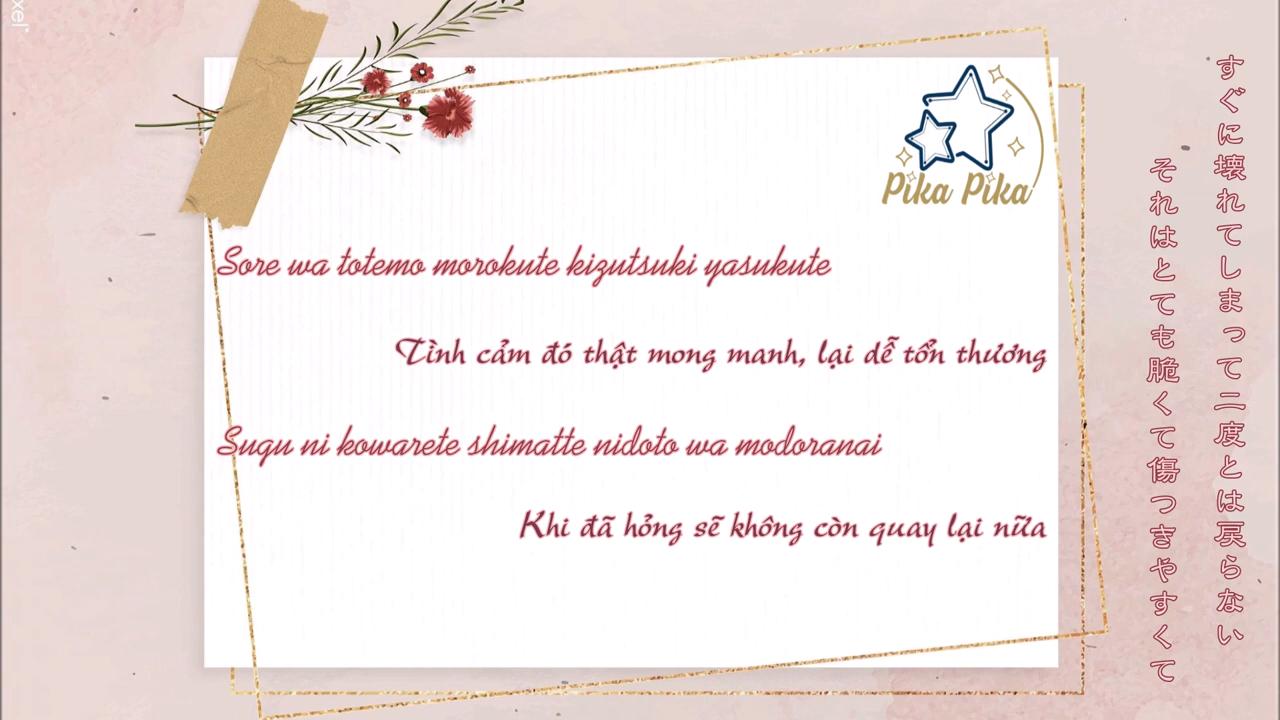 xel
Pika Pika
Sore wa totemo morokute kizutsuki yasukute
Tình cảm đó thật mong manh, lại dễ tổn thương
Sugu ni kowarete shimatte nidoto wa modoranai
Khi đã hỏng sẽ không còn quay lại nữa
すぐに壊れてしまって二度とは戻らない
それはとても脆くて傷つきやすくて